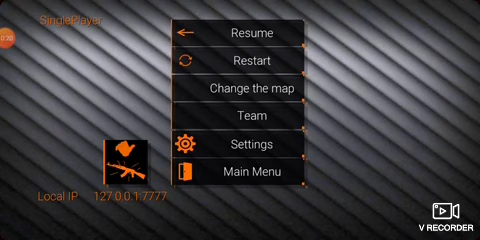 SinglePlayer
0:20
Resume
Restart
Change the map
Team
Settings
Main Menu
Local IP 127.0.0.1:7777
V RECORDER